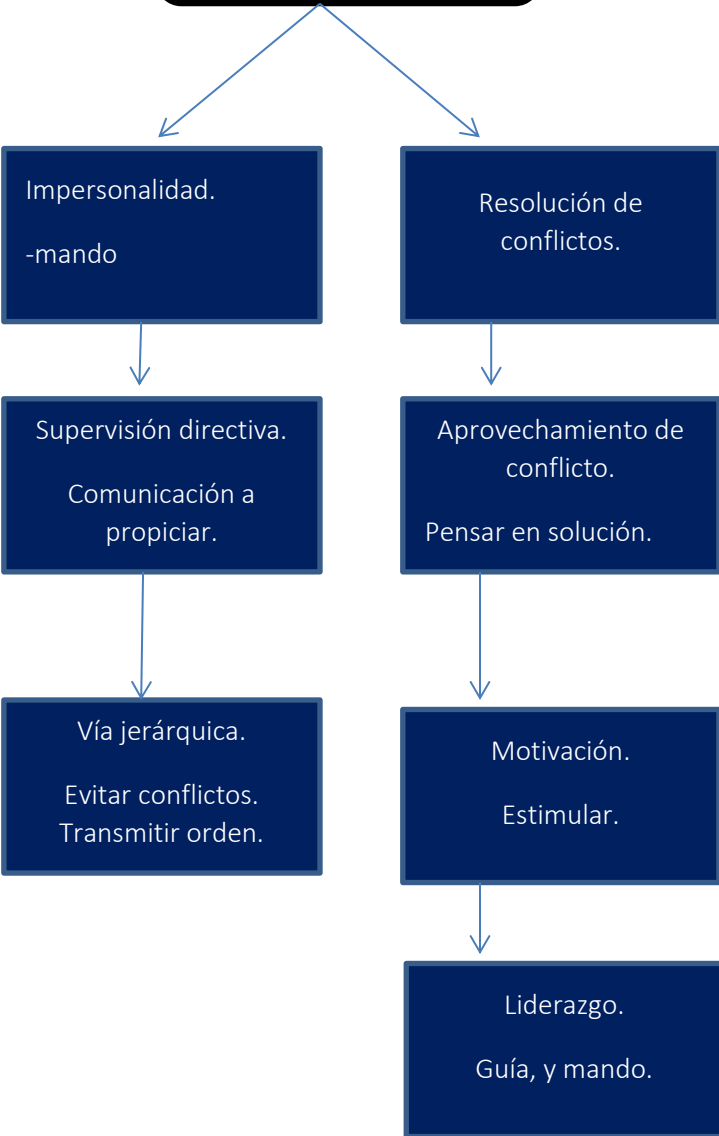 Impersonalidad.
-mando
Supervisión directiva.
Comunicación a
propiciar.
Vía jerárquica.
Evitar conflictos.
Transmitir orden.
Resolución de
conflictos.
Aprovechamiento de
conflicto.
Pensar en solución.
Motivación.
Estimular.
Liderazgo.
Guía, y mando.